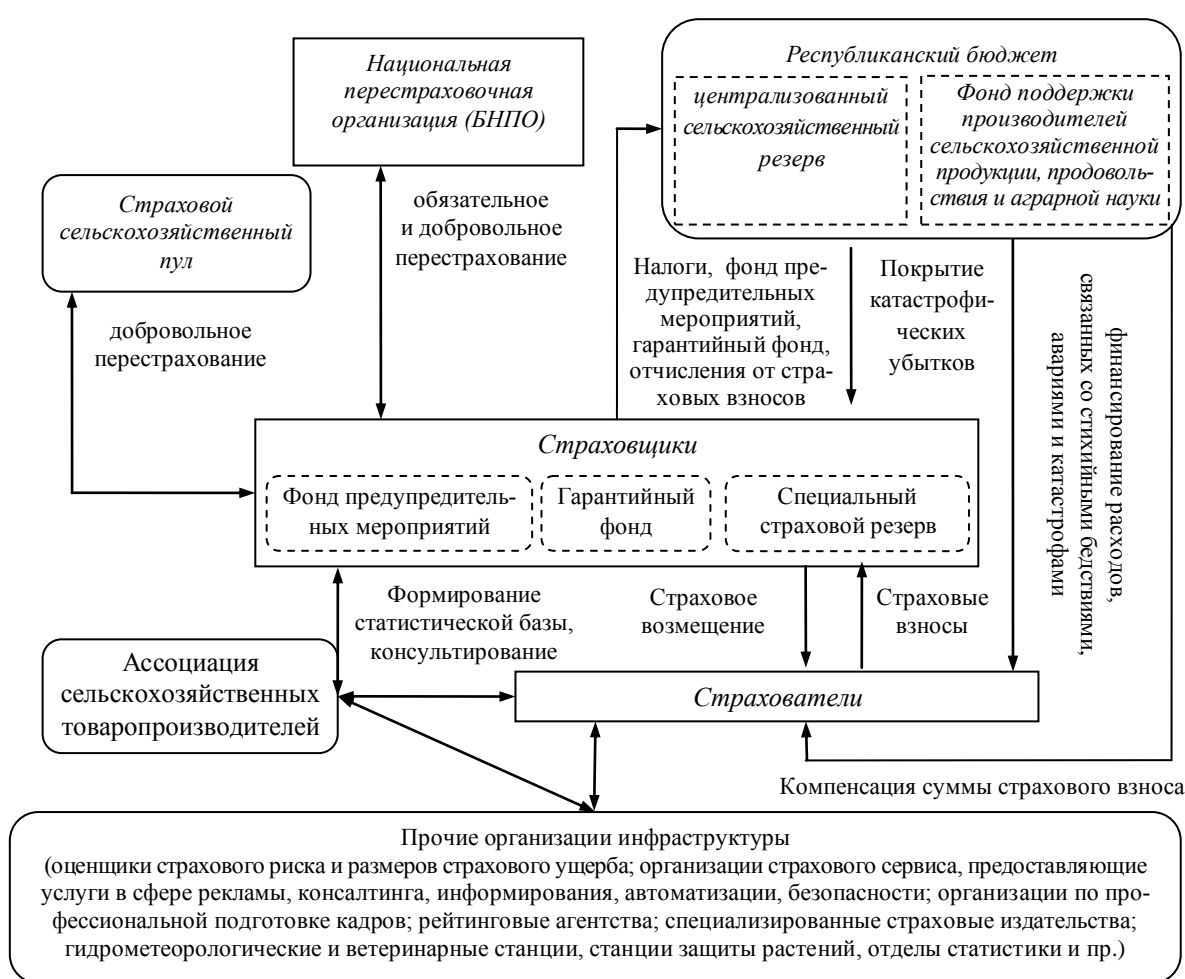 Национальная
перестраховочная
организация (БНПО)
Республиканский бюджет
централизованный
сельскохозяйственный
резерв
Фонд поддержки
производителей
сельскохозяйственной
продукции, продоволь-
ствия и аграрной науки
Страховой
сельскохозяйственный
пул
обязательное
и добровольное
перестрахование
добровольное
перестрахование
Налоги, фонд пре-
дупредительных
мероприятий,
гарантийный фонд,
отчисления от стра-
ховых взносов
Покрытие
катастрофи-
ческих
убытков
финансирование расходов,
связанных со стихийными бедствиями,
авариями и катастрофами
Страховщики
Фонд предупредитель-
ных мероприятий
Гарантийный
фонд
Специальный
страховой резерв
Формирование
статистической базы,
консультирование
Страховое
возмещение
Страховые
взносы
Ассоциация
сельскохозяйственных
товаропроизводителей
Страхователи
Компенсация суммы страхового взноса
Прочие организации инфраструктуры
(оценщики страхового риска и размеров страхового ущерба; организации страхового сервиса, предоставляющие
услуги в сфере рекламы, консалтинга, информирования, автоматизации, безопасности; организации по про-
фессиональной подготовке кадров; рейтинговые агентства; специализированные страховые издательства;
гидрометеорологические и ветеринарные станции, станции защиты растений, отделы статистики и пр.)